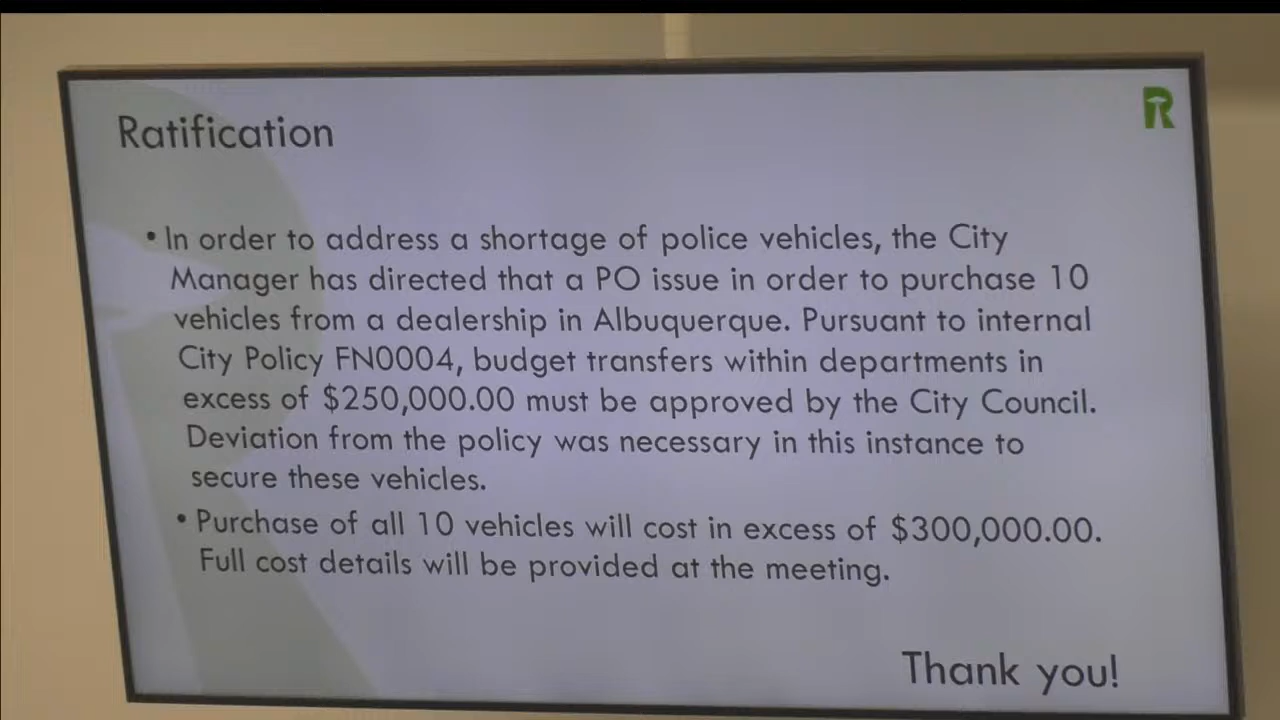 R
Ratification
• In order to address a shortage of police vehicles, the City
Manager has directed that a PO issue in order to purchase 10
vehicles from a dealership in Albuquerque. Pursuant to internal
City Policy FN0004, budget transfers within departments in
excess of $250,000.00 must be approved by the City Council.
Deviation from the policy was necessary in this instance to
secure these vehicles.
• Purchase of all 10 vehicles will cost in excess of $300,000.00.
Full cost details will be provided at the meeting.
Thank you!